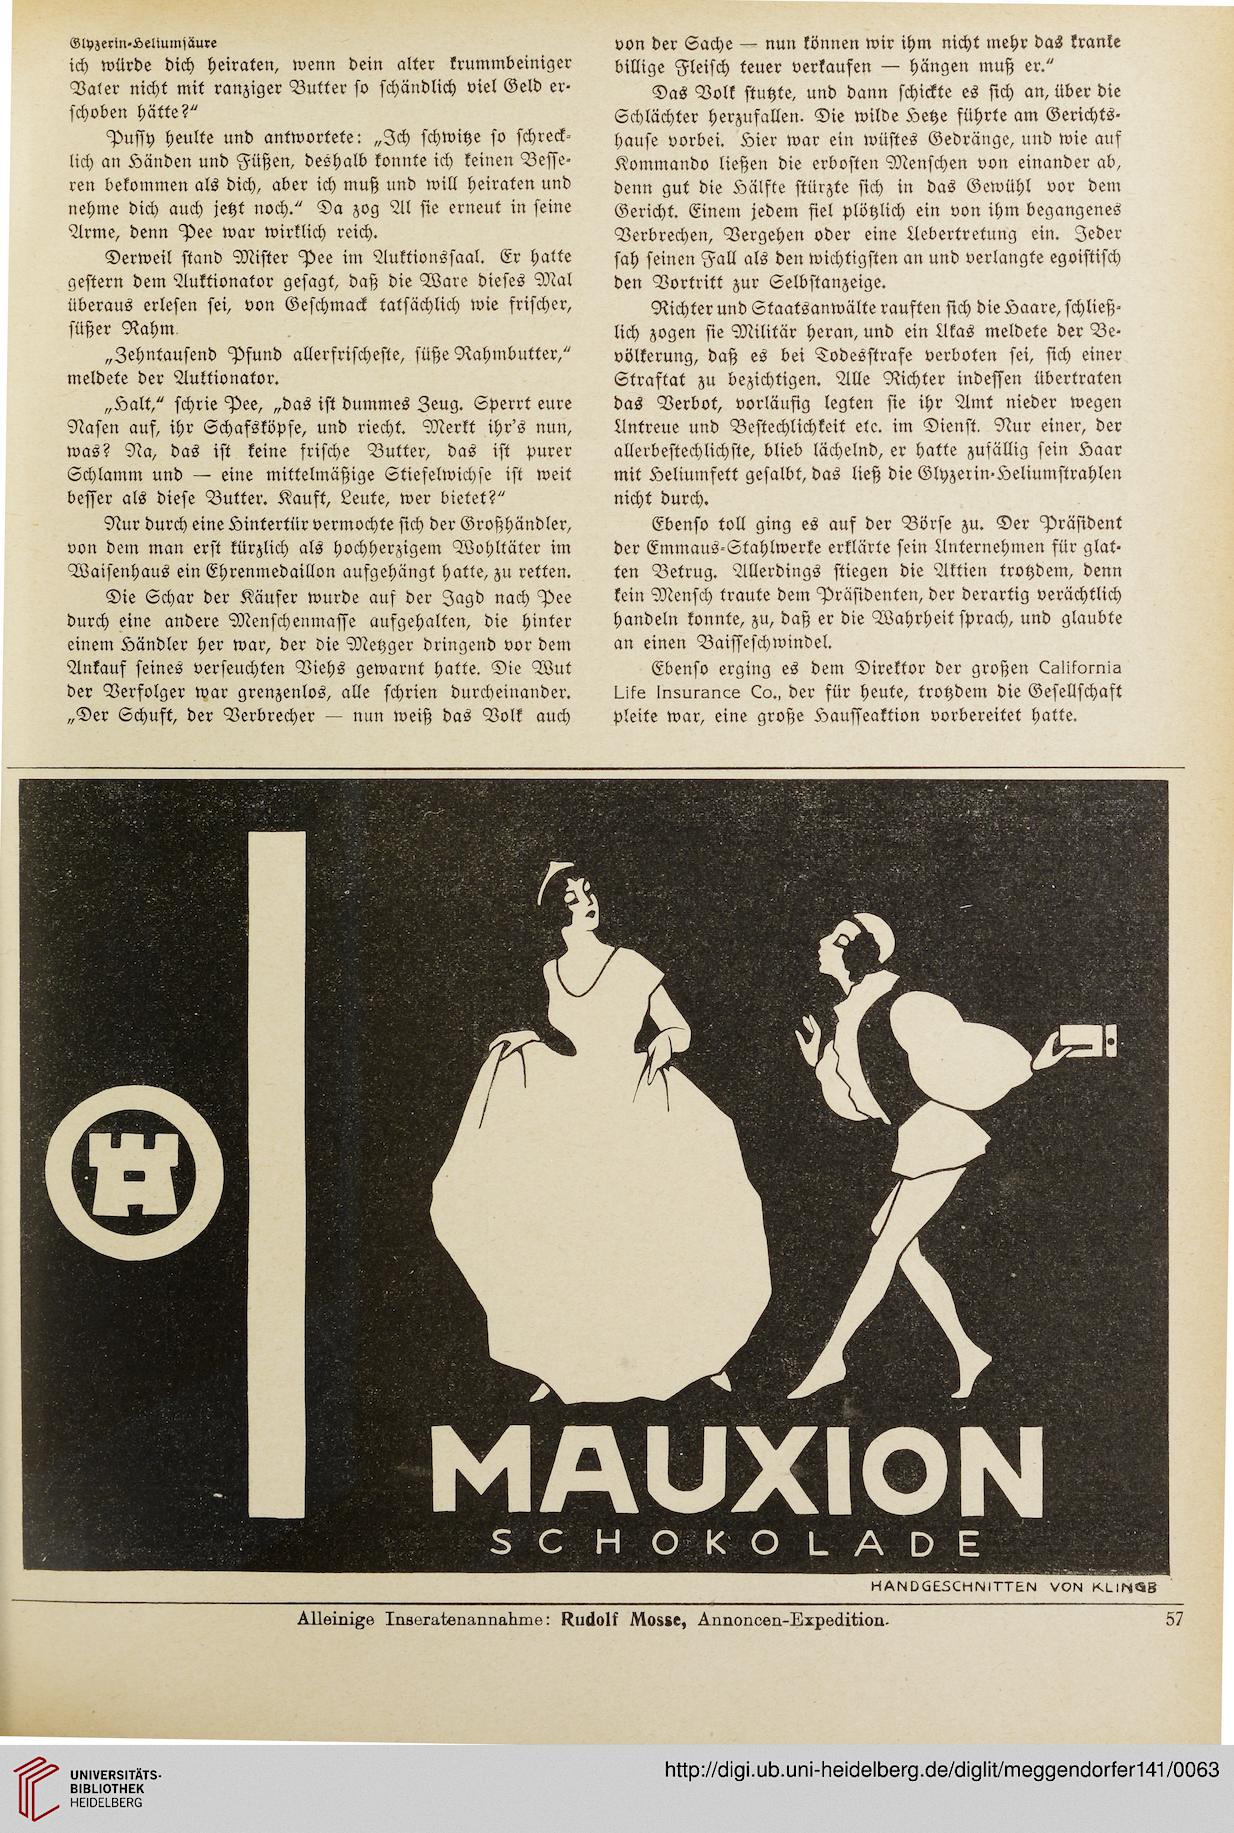 Glyzerin-Heliumsäure
ich würde dich heiraten, wenn dein alter krummbeiniger
Vater nicht mit ranziger Butter so schändlich viel Geld er-
schoben hätte?"
Pussy heulte und antwortete: „Ich schwitze so schreck-
lich an Händen und Füßen, deshalb konnte ich keinen Besse-
ren bekommen als dich, aber ich muß und will heiraten und
nehme dich auch jetzt noch." Da zog Al sie erneut in seine
Arme, denn Pee war wirklich reich.
Derweil stand Mister Pee im Auktionssaal. Er hatte
gestern dem Auktionator gesagt, daß die Ware dieses Mal
überaus erlesen sei, von Geschmack tatsächlich wie frischer,
süßer Rahm.
„Zehntausend Pfund allerfrischeste, süße Rahmbutter,"
meldete der Auktionator.
„Halt," schrie Pee, „das ist dummes Zeug. Sperrt eure
Nasen auf, ihr Schafsköpfe, und riecht. Merkt ihr's nun,
was? Na, das ist keine frische Butter, das ist purer
Schlamm und — eine mittelmäßige Stiefelwichse ist weit
besser als diese Butter. Kauft, Leute, wer bietet?"
Nur durch eine Hintertür vermochte sich der Großhändler,
von dem man erst kürzlich als hochherzigem Wohltäter im
Waisenhaus ein Ehrenmedaillon aufgehängt hatte, zu retten.
Die Schar der Käufer wurde auf der Jagd nach Pee
durch eine andere Menschenmasse aufgehalten, die hinter
einem Händler her war, der die Metzger dringend vor dem
Ankauf seines verseuchten Viehs gewarnt hatte. Die Wut
der Verfolger war grenzenlos, alle schrien durcheinander.
„Der Schuft, der Verbrecher — nun weiß das Volk auch
von der Sache — nun können wir ihm nicht mehr das kranke
billige Fleisch teuer verkaufen — hängen muß er."
Das Volk stutzte, und dann schickte es sich an, über die
Schlächter herzufallen. Die wilde Hetze führte am Gerichts-
hause vorbei. Hier war ein wüstes Gedränge, und wie auf
Kommando ließen die erbosten Menschen von einander ab,
denn gut die Hälfte stürzte sich in das Gewühl vor dem
Gericht. Einem jedem fiel plötzlich ein von ihm begangenes
Verbrechen, Vergehen oder eine Uebertretung ein. Jeder
sah seinen Fall als den wichtigsten an und verlangte egoistisch
den Vortritt zur Selbstanzeige.
Richter und Staatsanwälte rauften sich die Haare, schließ-
lich zogen sie Militär heran, und ein Ukas meldete der Be-
völkerung, daß es bei Todesstrafe verboten sei, sich einer
Straftat zu bezichtigen. Alle Richter indessen übertraten
das Verbot, vorläufig legten sie ihr Amt nieder wegen
Untreue und Bestechlichkeit etc. im Dienst. Nur einer, der
allerbestechlichste, blieb lächelnd, er hatte zufällig sein Haar
mit Heliumfett gesalbt, das ließ die Glyzerin-Heliumstrahlen
nicht durch.
Ebenso toll ging es auf der Börse zu. Der Präsident
der Emmaus-Stahlwerke erklärte sein Unternehmen für glat-
ten Betrug. Allerdings stiegen die Aktien trotzdem, denn
kein Mensch traute dem Präsidenten, der derartig verächtlich
handeln konnte, zu, daß er die Wahrheit sprach, und glaubte
an einen Baisseschwindel.
Ebenso erging es dem Direktor der großen California
Life Insurance Co., der für heute, trotzdem die Gesellschaft
pleite war, eine große Hausseaktion vorbereitet hatte.
MAUXION
SCHOKOLADE
HANDGESCHNITTEN VON KLINGB
Alleinige Inseratenannahme: Rudolf Mosse, Annoncen-Expedition.
57
UNIVERSITÄTS-
BIBLIOTHEK
HEIDELBERG
http://digi.ub.uni-heidelberg.de/diglit/meggendorfer141/0063